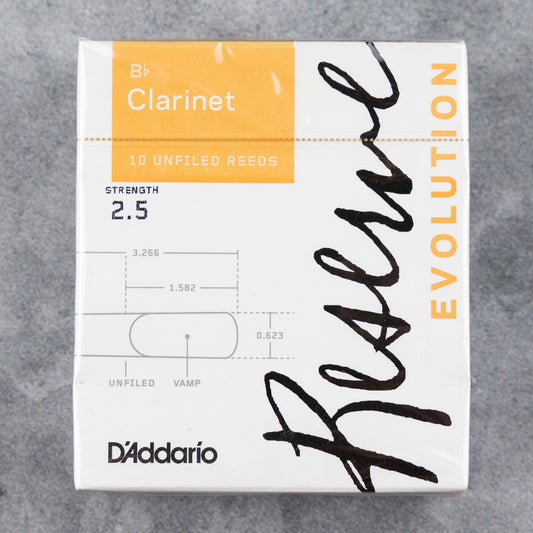 B♭
Clarinet
10 UNFILED REEDS
STRENGTH
2.5
3.266
1.582
0.623
UNFILED
VAMP
D'Addario
Reserve
EVOLUTION